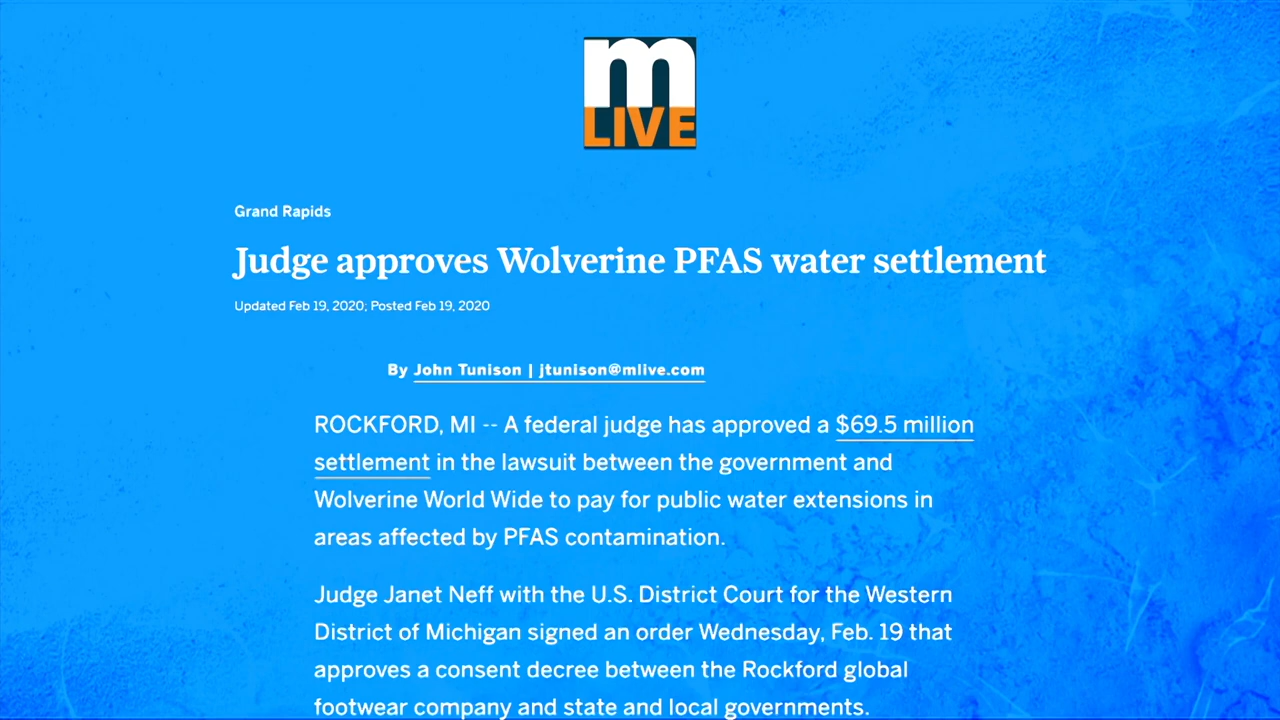 m
LIVE
Grand Rapids
Judge approves Wolverine PFAS water settlement
Updated Feb 19, 2020; Posted Feb 19, 2020
By John Tunison | jtunison@mlive.com
ROCKFORD, MI -- A federal judge has approved a $69.5 million
settlement in the lawsuit between the government and
Wolverine World Wide to pay for public water extensions in
areas affected by PFAS contamination.
Judge Janet Neff with the U.S. District Court for the Western
District of Michigan signed an order Wednesday, Feb. 19 that
approves a consent decree between the Rockford global
footwear company and state and local governments.